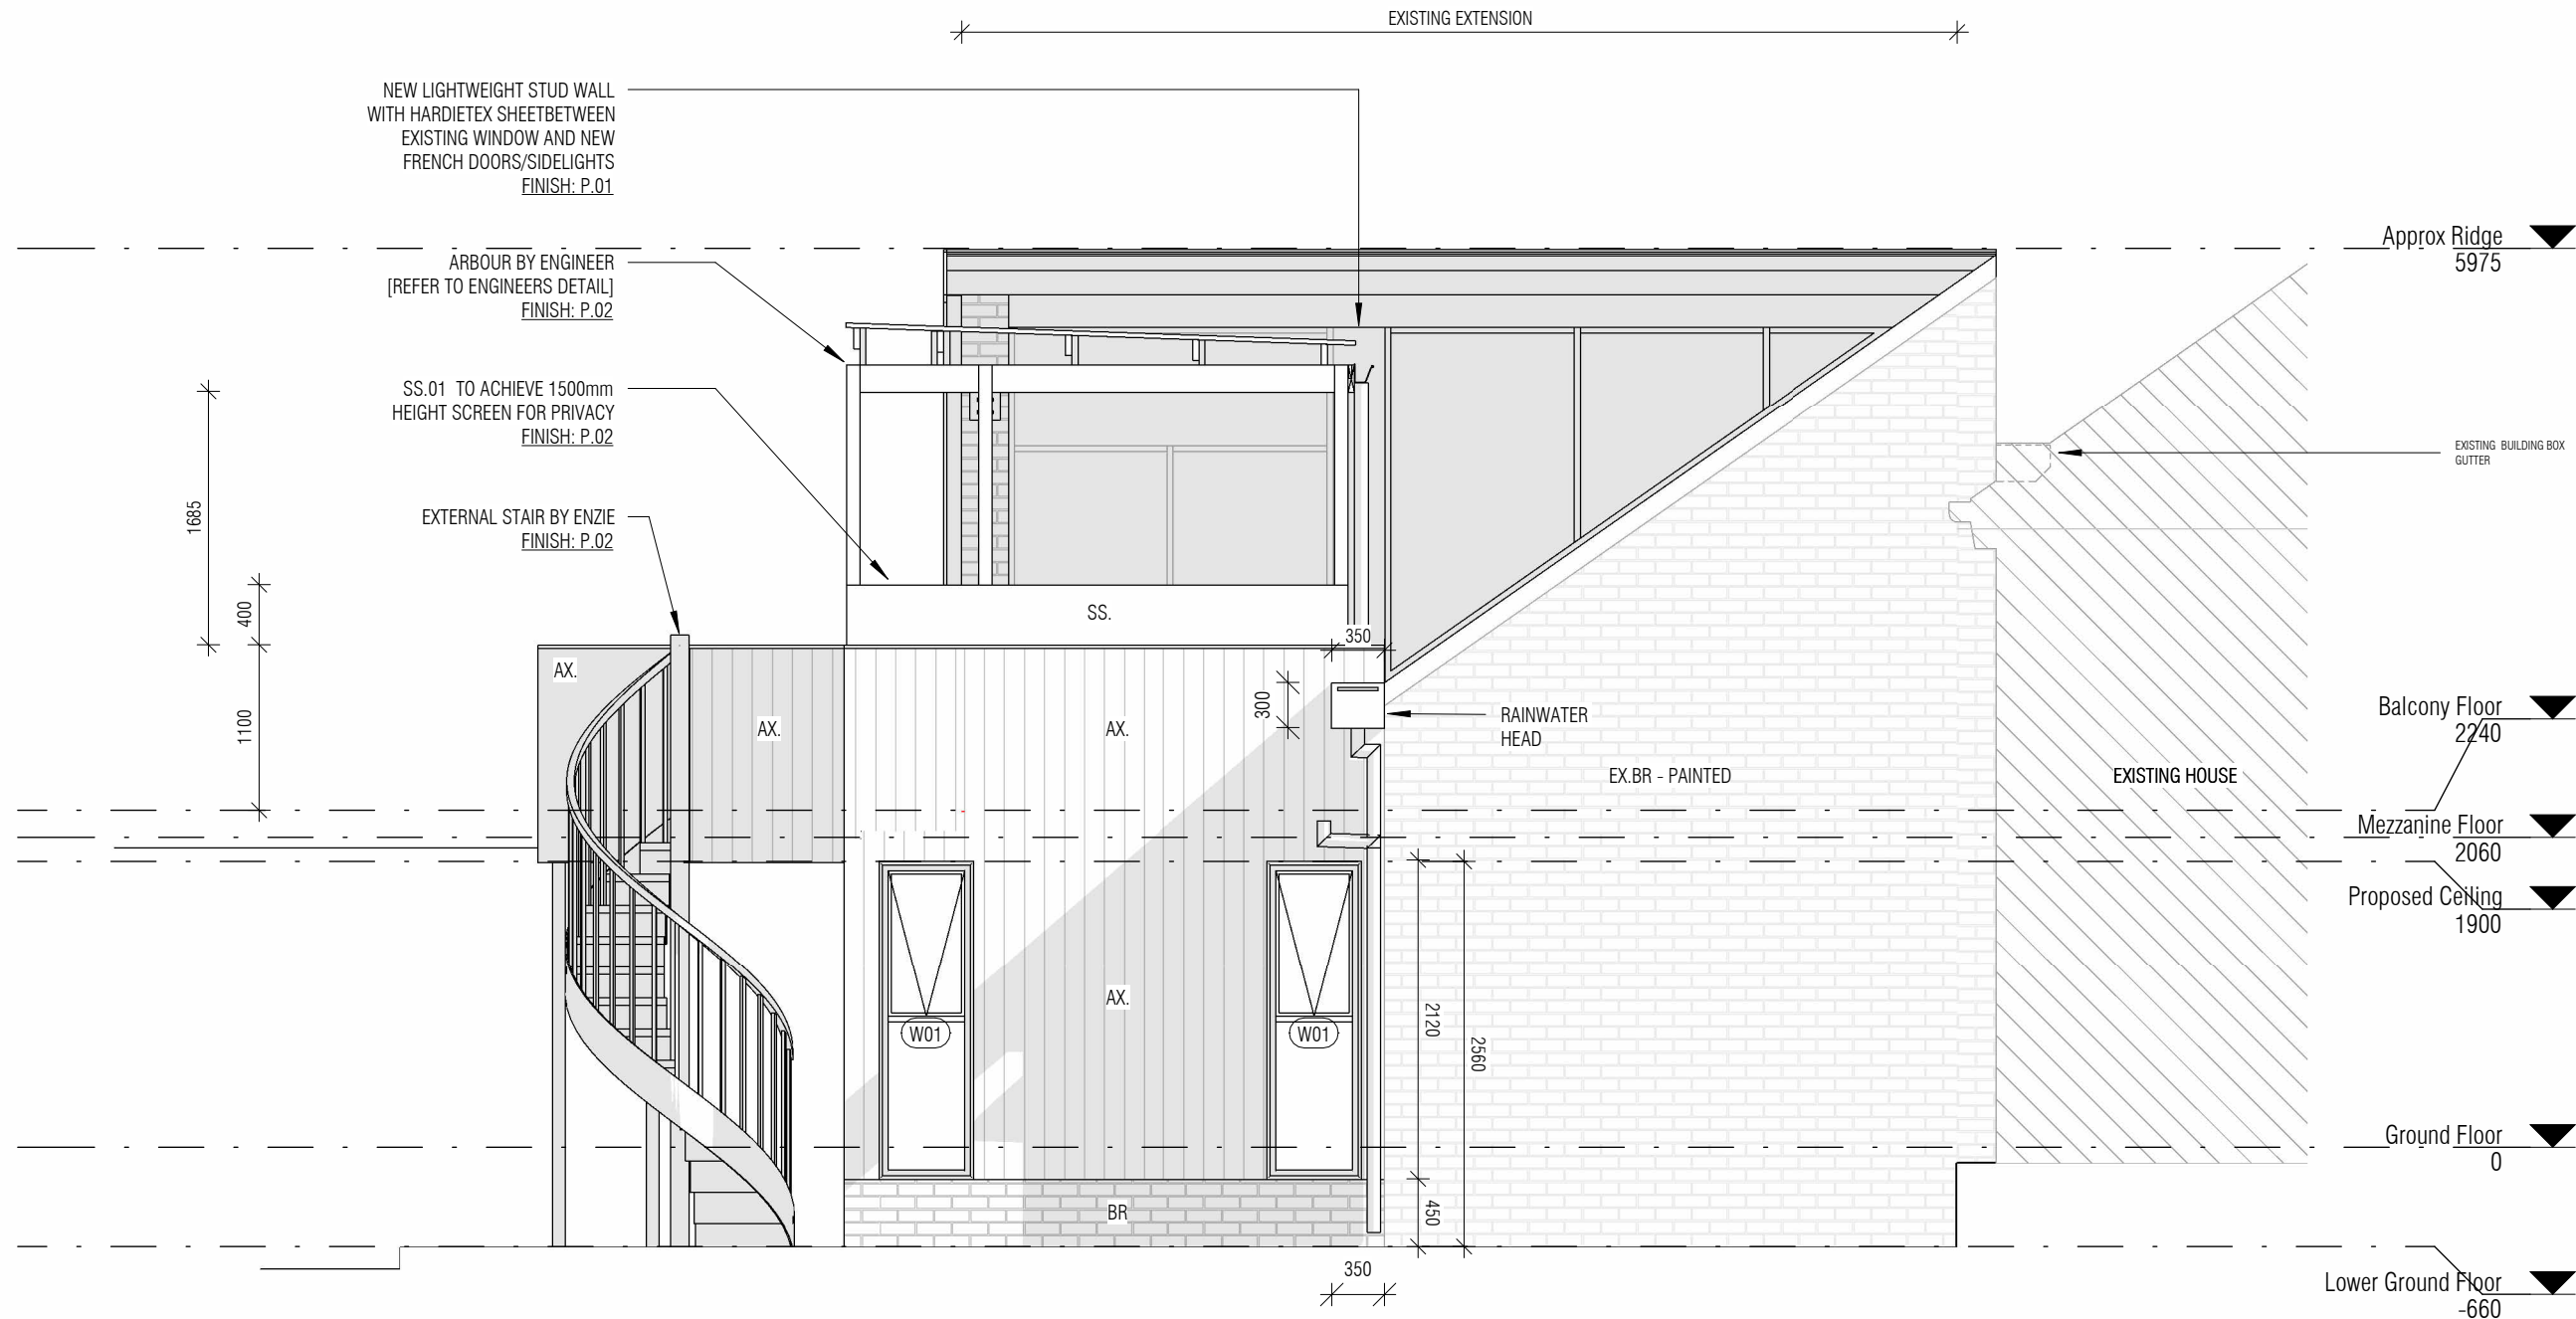 EXISTING EXTENSION
NEW LIGHTWEIGHT STUD WALL
WITH HARDIETEX SHEETBETWEEN
EXISTING WINDOW AND NEW
FRENCH DOORS/SIDELIGHTS
FINISH: P.01
Approx Ridge
5975
ARBOUR BY ENGINEER
[REFER TO ENGINEERS DETAIL]
FINISH: P.02
SS.01 TO ACHIEVE 1500mm
HEIGHT SCREEN FOR PRIVACY
FINISH: P.02
EXISTING BUILDING BOX
GUTTER
1685
EXTERNAL STAIR BY ENZIE
FINISH: P.02
400
SS.
350
AX.
1100
AX.
AX.
300
RAINWATER
HEAD
Balcony Floor
2240
EX.BR - PAINTED
EXISTING HOUSE
Mezzanine Floor
2060
Proposed Ceiling
1900
AX.
W01
W01
2120
2560
Ground Floor
0
BR
450
350
Lower Ground Floor
-660